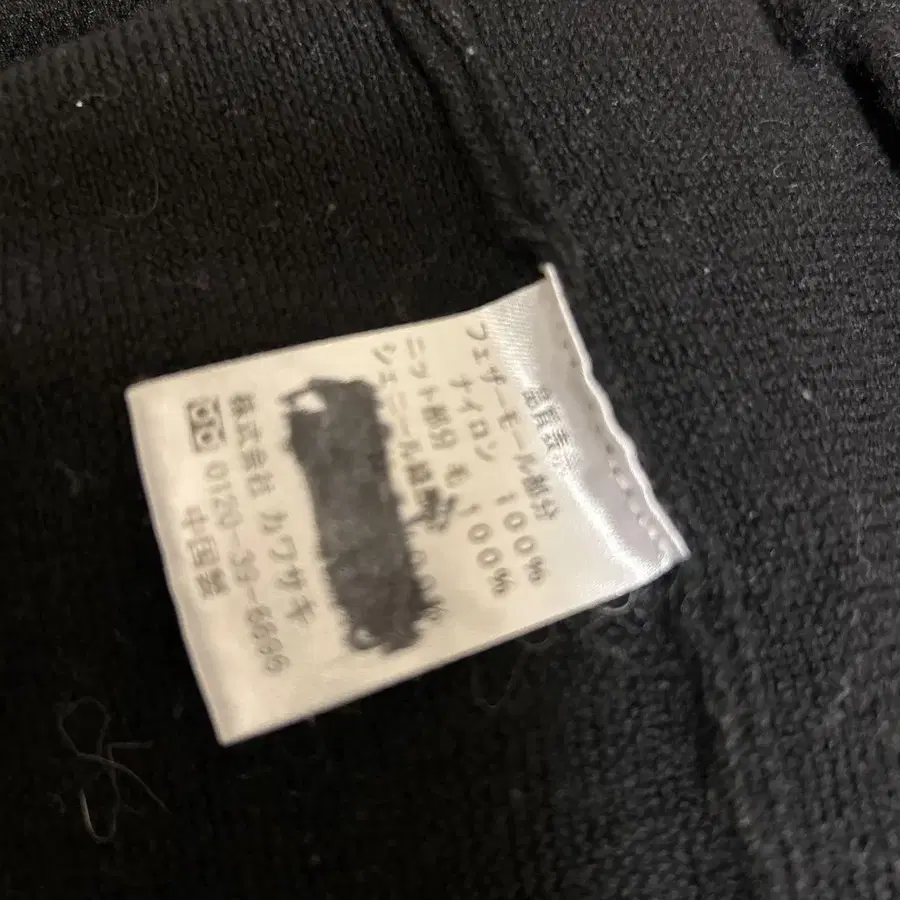 品質表示
フェザーモール部分
ナイロン 100%
ニット部分 毛 100%
シェニール
株式会社 カワサキ
0120-39-6686
中国製